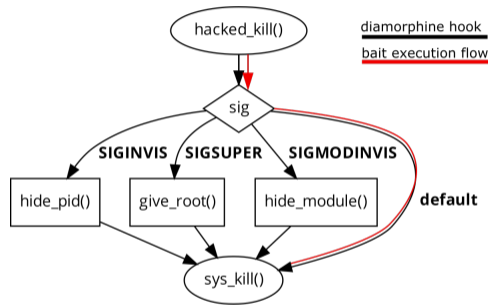 hacked_kill()
diamorphine hook
bait execution flow
sig
SIGINVIS
SIGSUPER
SIGMODINVIS
hide_pid()
give_root()
hide_module()
default
sys_kill()